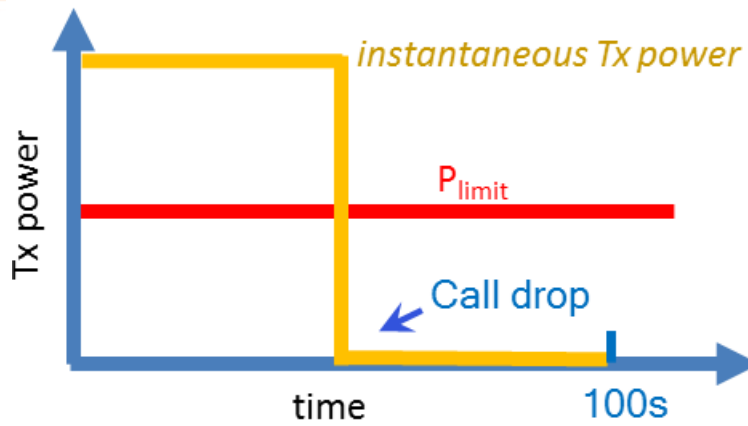 instantaneous Tx power
Tx power
Plimit
Call drop
time
100s